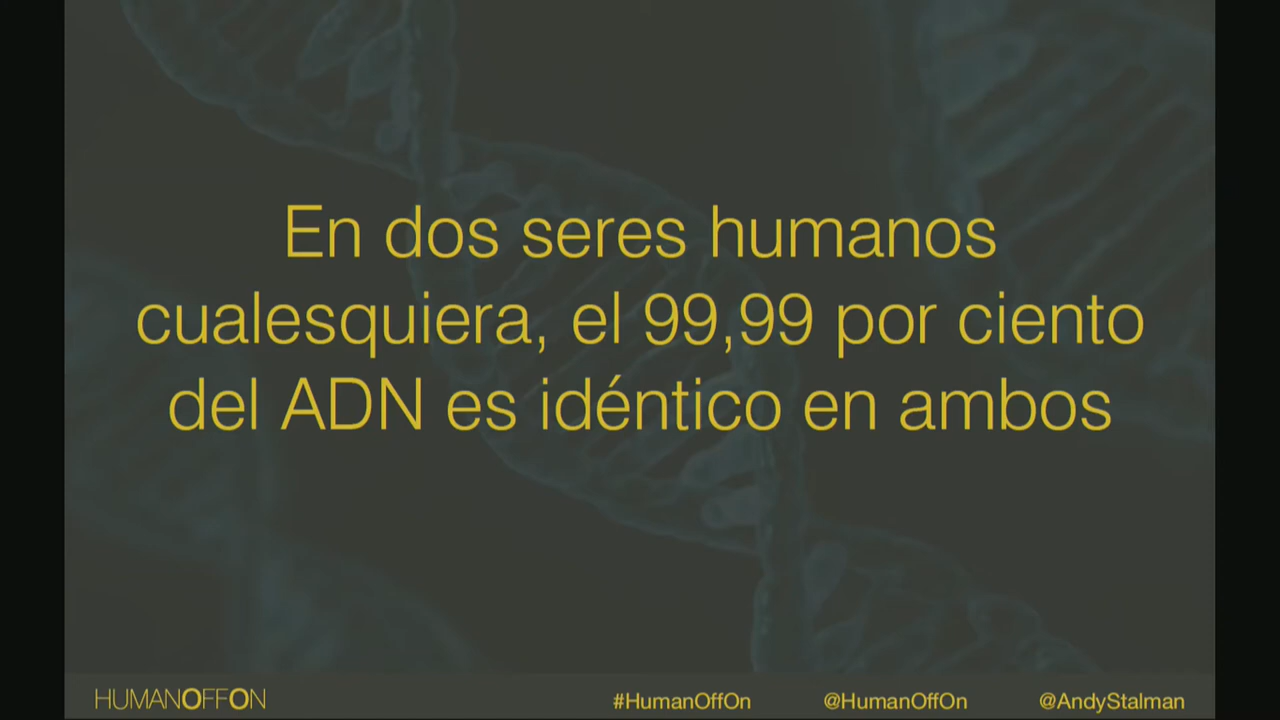 En dos seres humanos
cualesquiera, el 99,99 por ciento
del ADN es idéntico en ambos
HUMANOFFON #HumanOffOn @HumanOffOn @AndyStalman